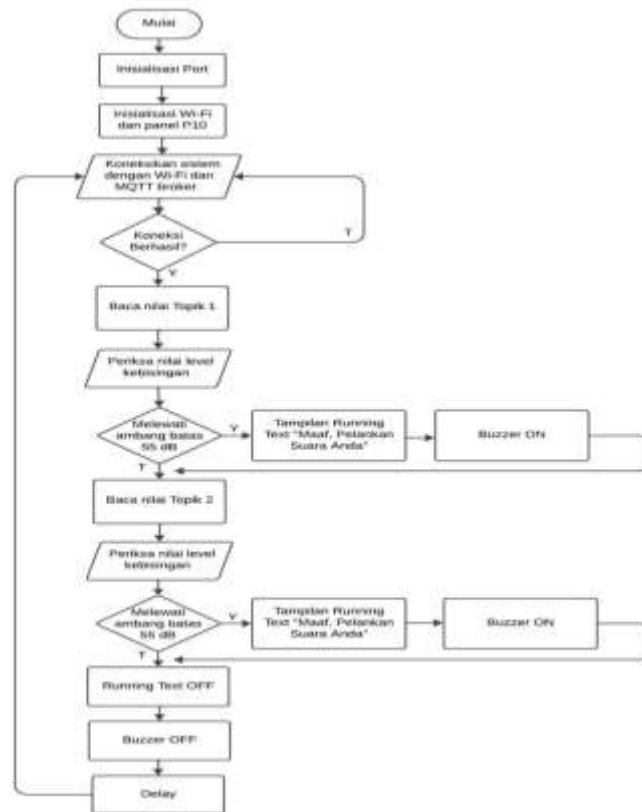 Mulai
Inisialisasi Port
Inisialisasi Wi-Fi
dan panel P10
Koneksikan sistem
dengan Wi-Fi dan
MQTT broker
Koneksi
Berhasil?
T
Y
Baca nilai Topik 1
Periksa nilai level
kebisingan
Melewati
ambang batas
55 dB
Y
Tampilan Running
Text "Maaf, Pelankan
Suara Anda"
Buzzer ON
T
Baca nilai Topik 2
Periksa nilai level
kebisingan
Melewati
ambang batas
55 dB
Y
Tampilan Running
Text "Maaf, Pelankan
Suara Anda"
Buzzer ON
T
Running Text OFF
Buzzer OFF
Delay